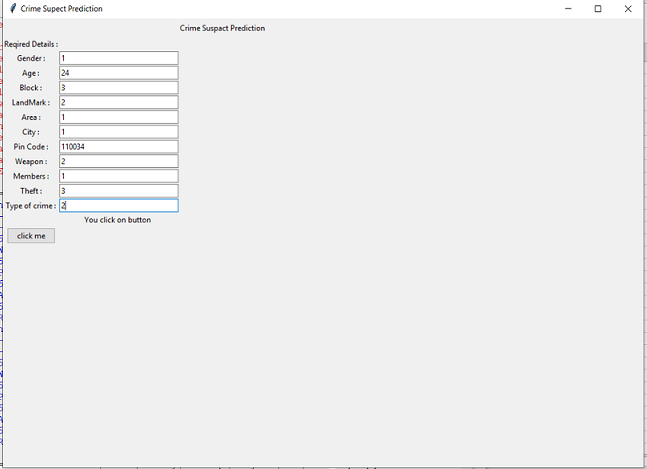 Crime Supect Prediction
Crime Suspact Prediction
Reqired Details :
Gender : 1
Age : 24
Block : 3
LandMark : 2
Area : 1
City : 1
Pin Code : 110034
Weapon : 2
Members : 1
Theft : 3
Type of crime : 2
You click on button
click me